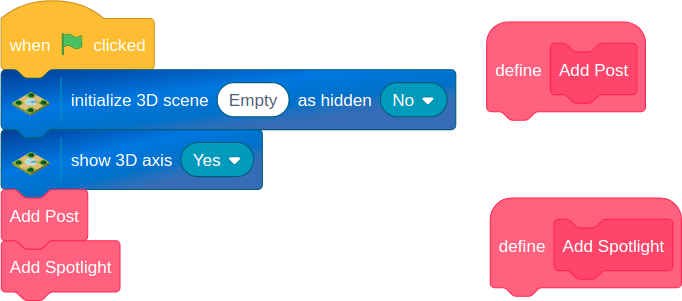 when clicked
initialize 3D scene Empty as hidden No
show 3D axis Yes
Add Post
Add Spotlight
define Add Post
define Add Spotlight